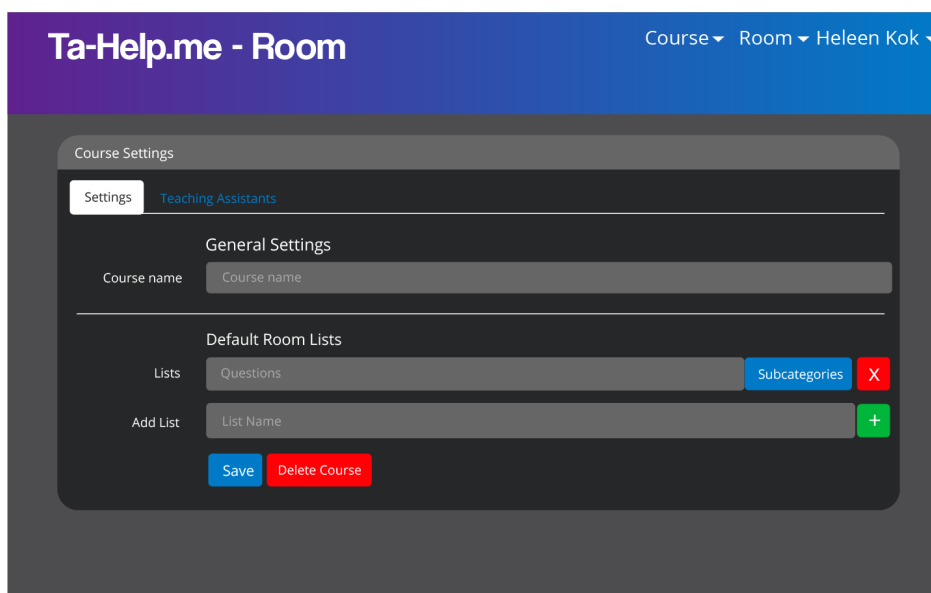 Ta-Help.me - Room
Course Room Heleen Kok
Course Settings
Settings Teaching Assistants
General Settings
Course name Course name
Default Room Lists
Lists Questions Subcategories X
Add List List Name +
Save Delete Course